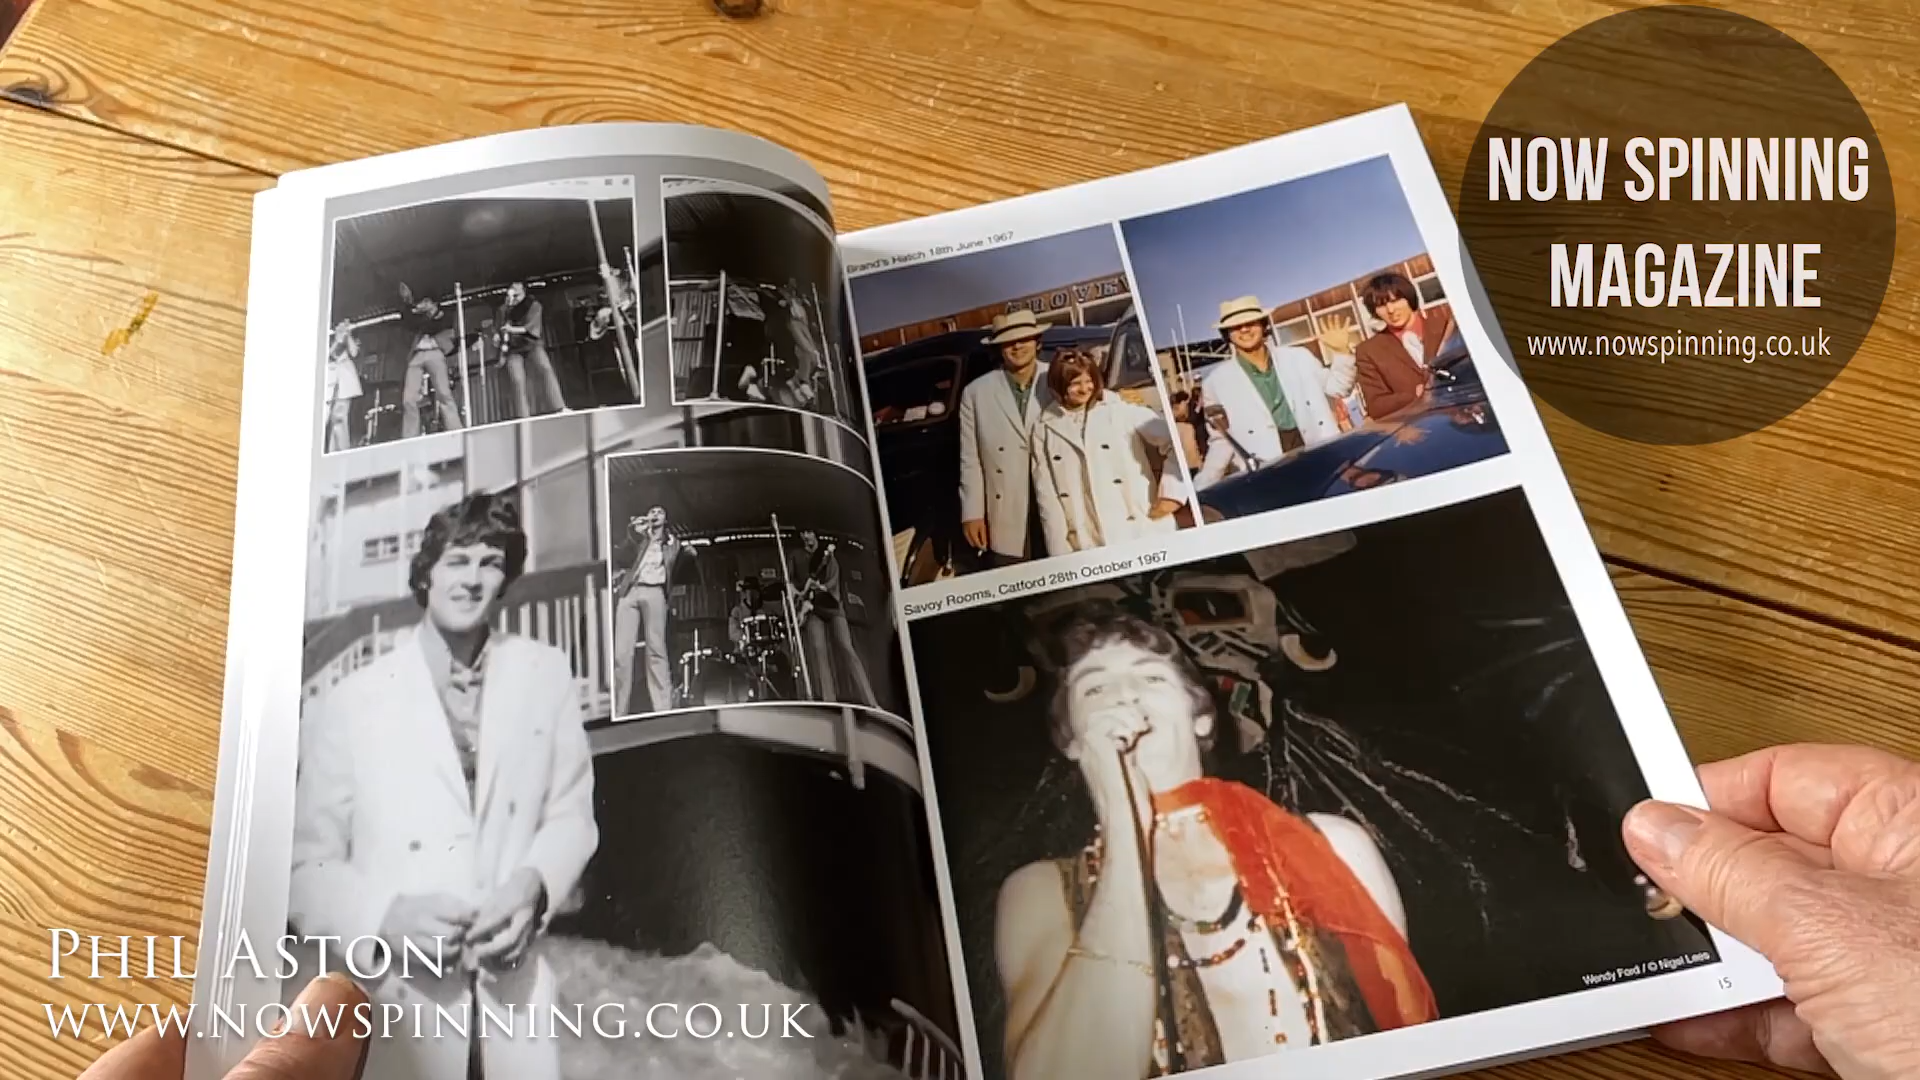 NOW SPINNING
MAGAZINE
www.nowspinning.co.uk
Brand's Hatch 18th June 1967
Savoy Rooms, Catford 28th October 1967
Wendy Ford / © Nigel Lees
15
PHIL ASTON
WWW.NOWSPINNING.CO.UK